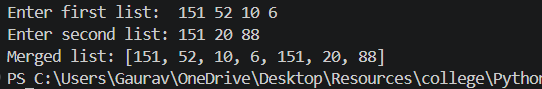 Enter first list:  151 52 10 6
Enter second list: 151 20 88
Merged list: [151, 52, 10, 6, 151, 20, 88]
PS C:\Users\Gaurav\OneDrive\Desktop\Resources\college\Python